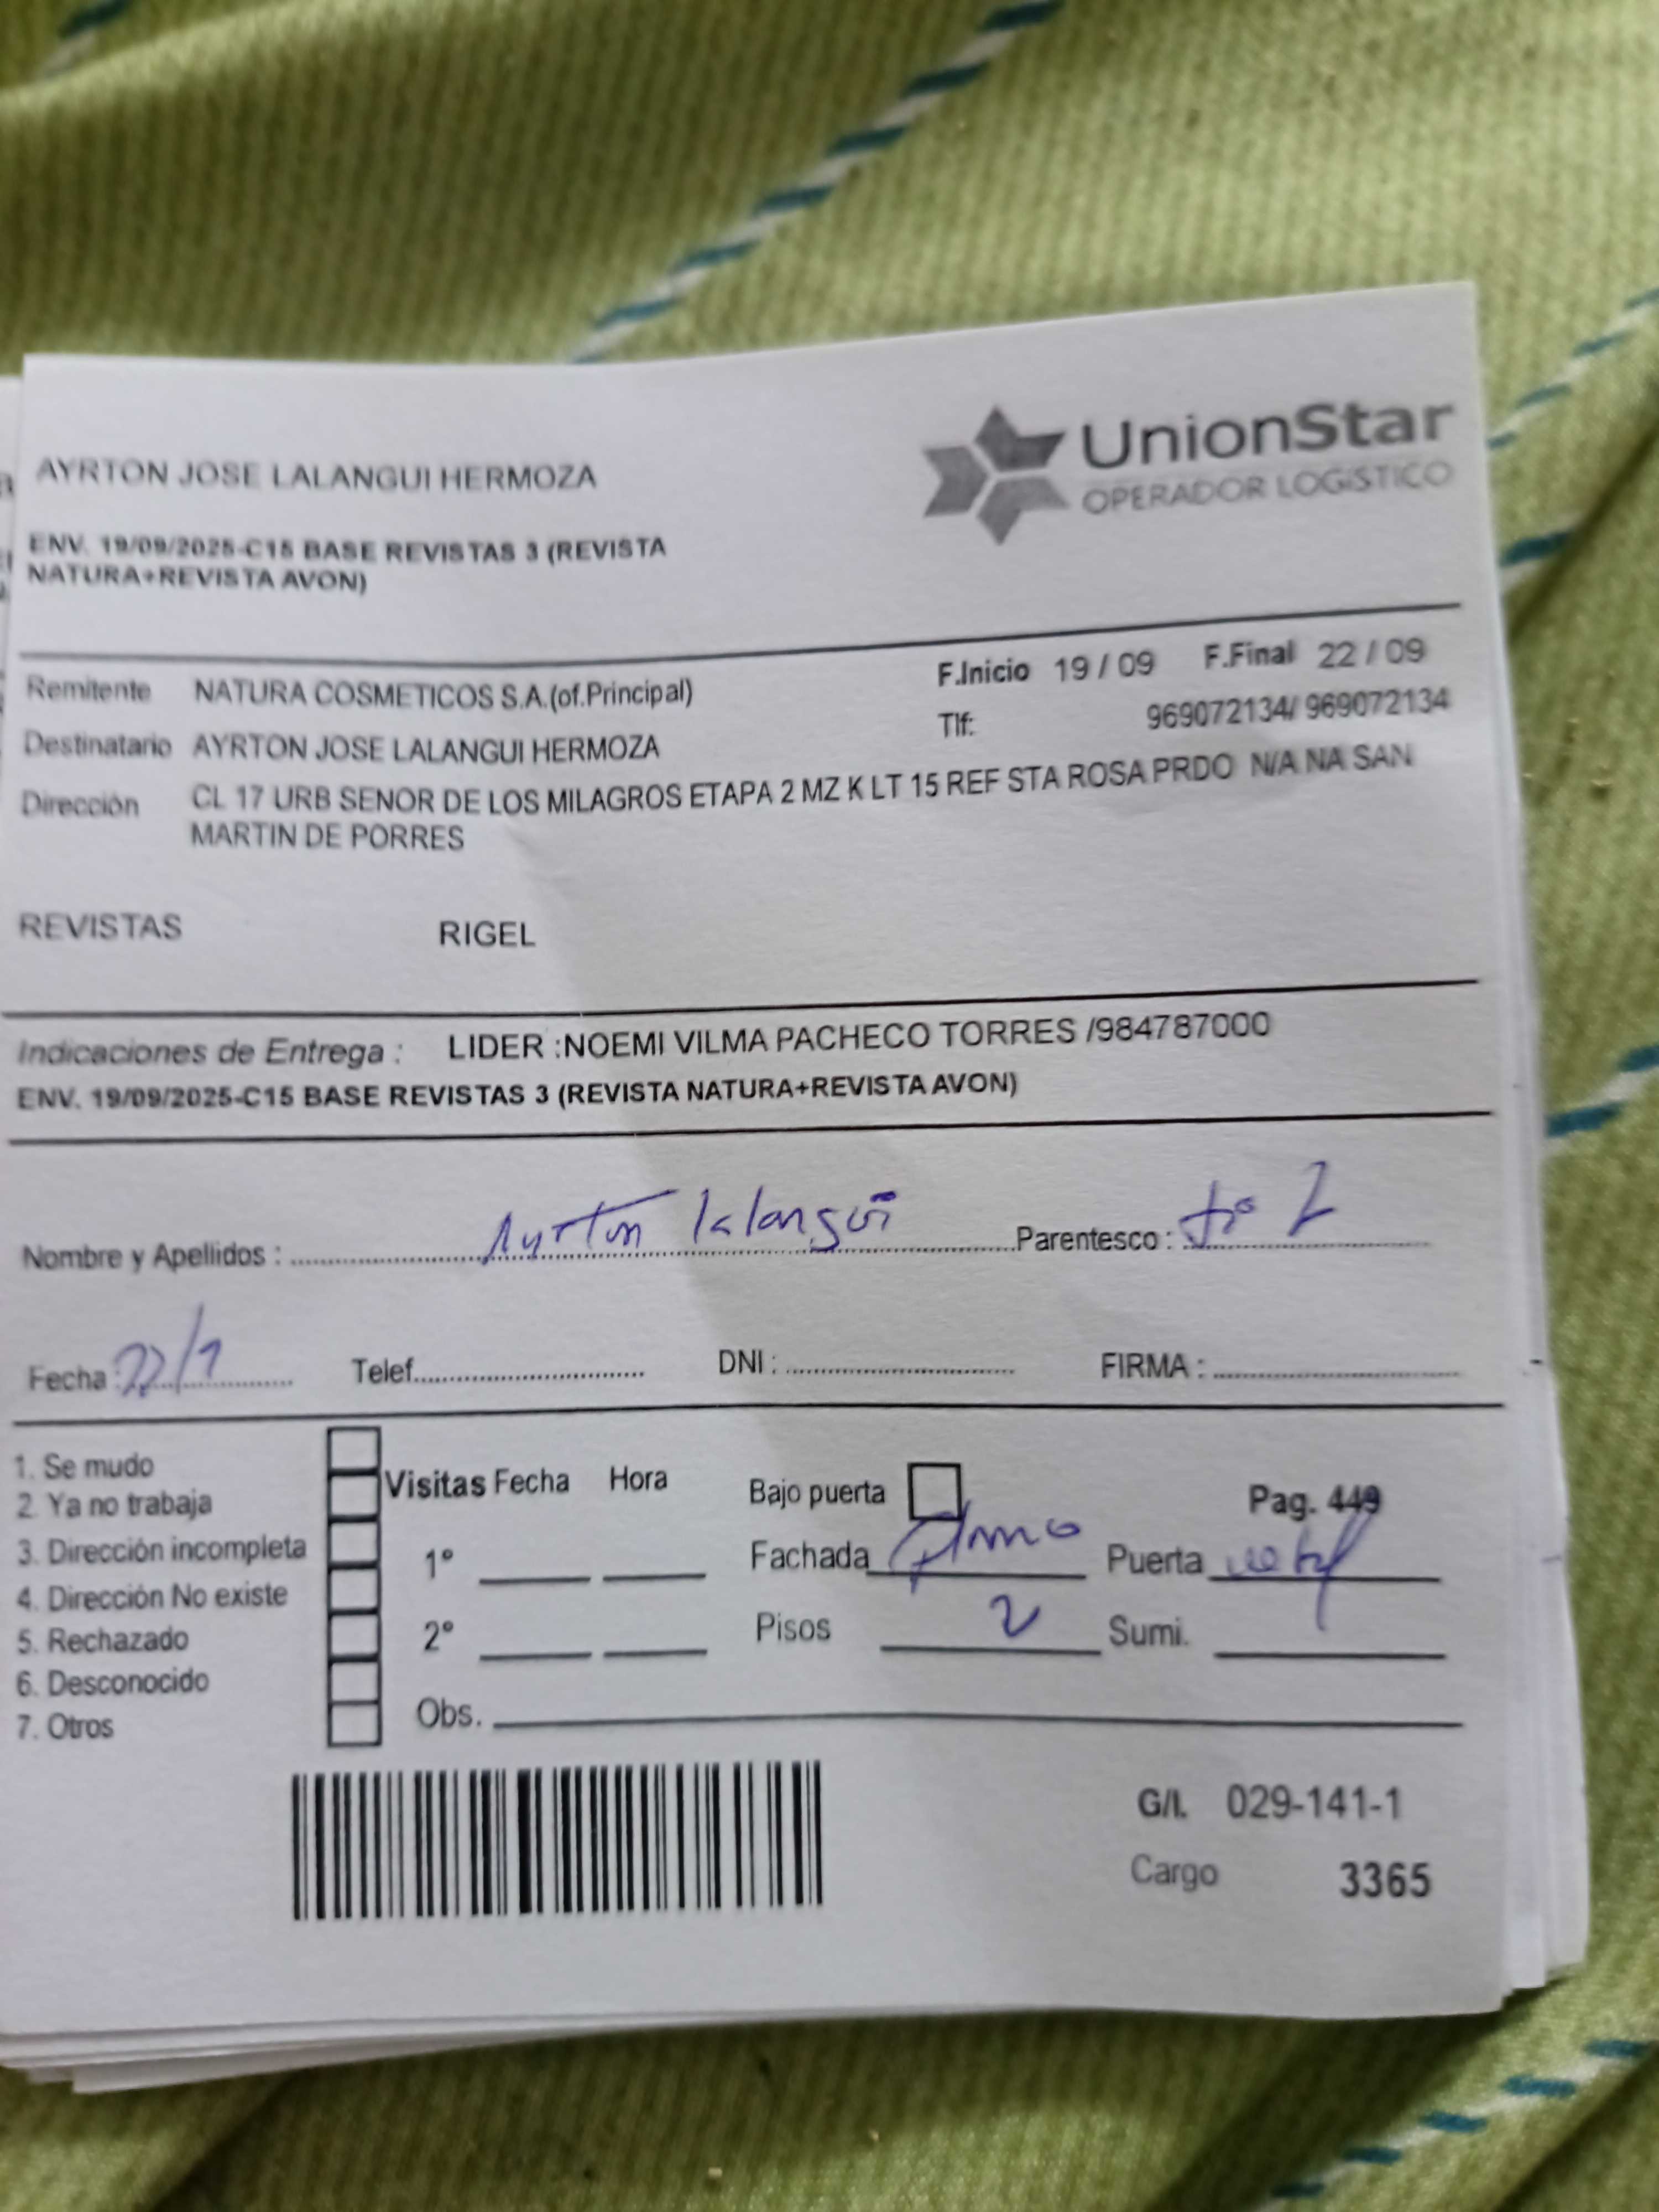 UnionStar
OPERADOR LOGÍSTICO
AYRTON JOSE LALANGUI HERMOZA
ENV. 19/09/2025-C15 BASE REVISTAS 3 (REVISTA
NATURA+REVISTA AVON)
F.Inicio 19 / 09 F.Final 22 / 09
Remitente NATURA COSMETICOS S.A.(of.Principal)
Tlf: 969072134/ 969072134
Destinatario AYRTON JOSE LALANGUI HERMOZA
Dirección CL 17 URB SENOR DE LOS MILAGROS ETAPA 2 MZ K LT 15 REF STA ROSA PRDO N/A NA SAN
MARTIN DE PORRES
REVISTAS RIGEL
Indicaciones de Entrega : LIDER :NOEMI VILMA PACHECO TORRES /984787000
ENV. 19/09/2025-C15 BASE REVISTAS 3 (REVISTA NATURA+REVISTA AVON)
Nombre y Apellidos : Ayrton Lalangui Parentesco :
Fecha : Telef. DNI : FIRMA :
1. Se mudo
2. Ya no trabaja
3. Dirección incompleta
4. Dirección No existe
5. Rechazado
6. Desconocido
7. Otros
Visitas Fecha Hora
1°
2°
Obs.
Bajo puerta Pag. 449
Fachada Puerta
Pisos 2 Sumi.
G/I. 029-141-1
Cargo 3365